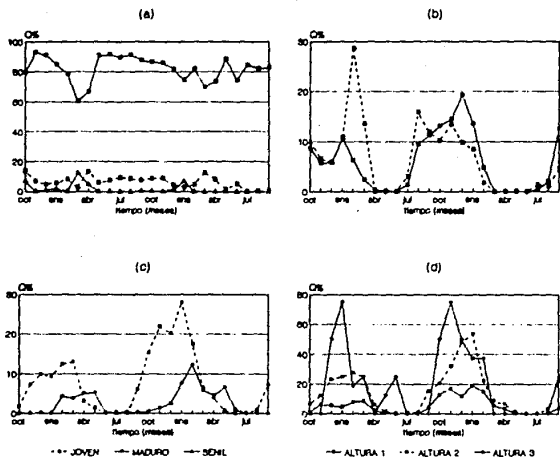 (a)
Q%
100
80
60
40
20
0
oct ene abr jul oct ene abr jul
tiempo (meses)
(b)
Q%
30
20
10
0
oct ene abr jul oct ene abr jul
tiempo (meses)
(c)
Q%
30
20
10
0
oct ene abr jul oct ene abr jul
tiempo (meses)
JOVEN MADURO SENIL
(d)
Q%
80
60
40
20
0
oct ene abr jul oct ene abr jul
tiempo (meses)
ALTURA 1 ALTURA 2 ALTURA 3